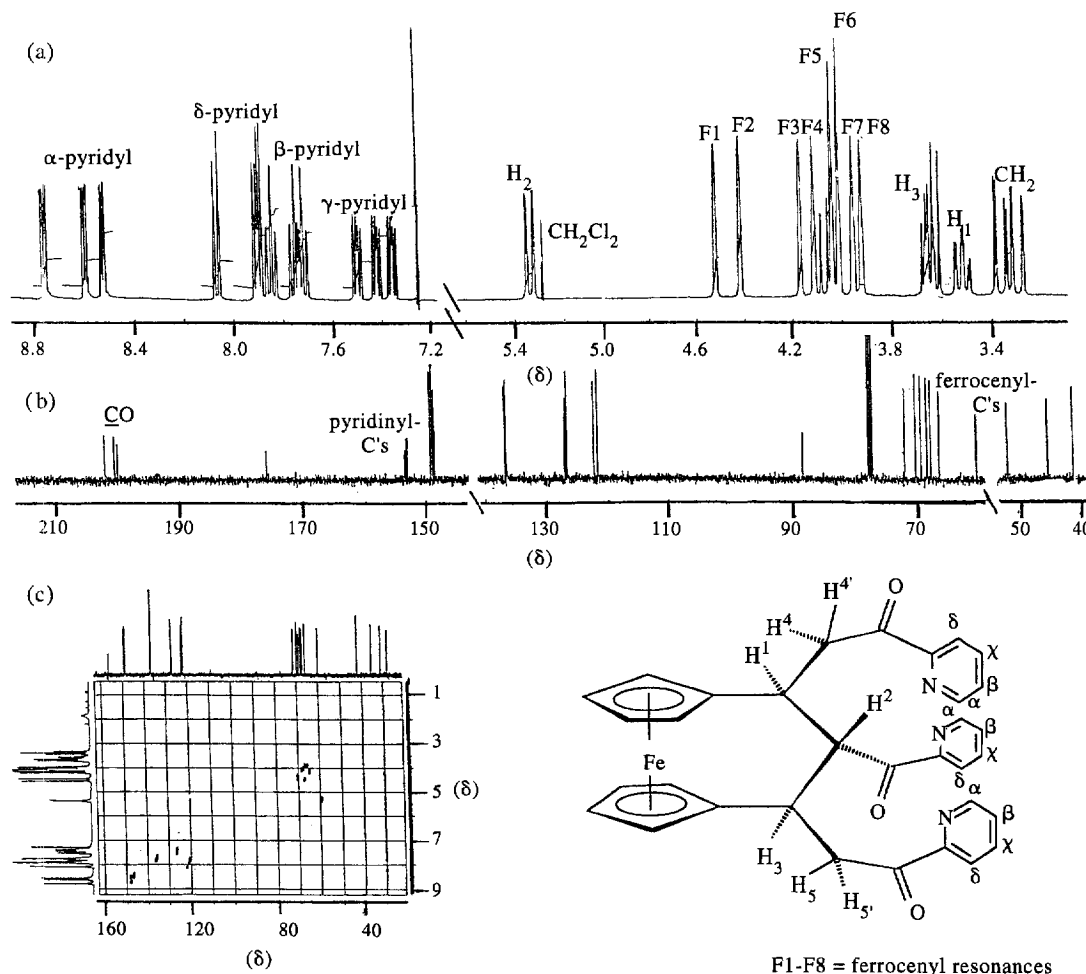 (a)
α-pyridyl
δ-pyridyl
β-pyridyl
γ-pyridyl
H2
CH2Cl2
F1
F2
F3 F4
F5
F6
F7 F8
H3
H1
CH2
8.8 8.4 8.0 7.6 7.2 5.4 5.0 4.6 4.2 3.8 3.4
(δ)
(b)
CO
pyridinyl-
C's
ferrocenyl-
C's
210 190 170 150 130 110 90 70 50 40
(δ)
(c)
1
3
5 (δ)
7
9
160 120 80 40
(δ)
H4'
O
H4
δ
χ
H1
N
β
α
H2
α
β
N
χ
Fe
δ
O
α
N
β
χ
H3
H5
δ
H5'
O
F1-F8 = ferrocenyl resonances